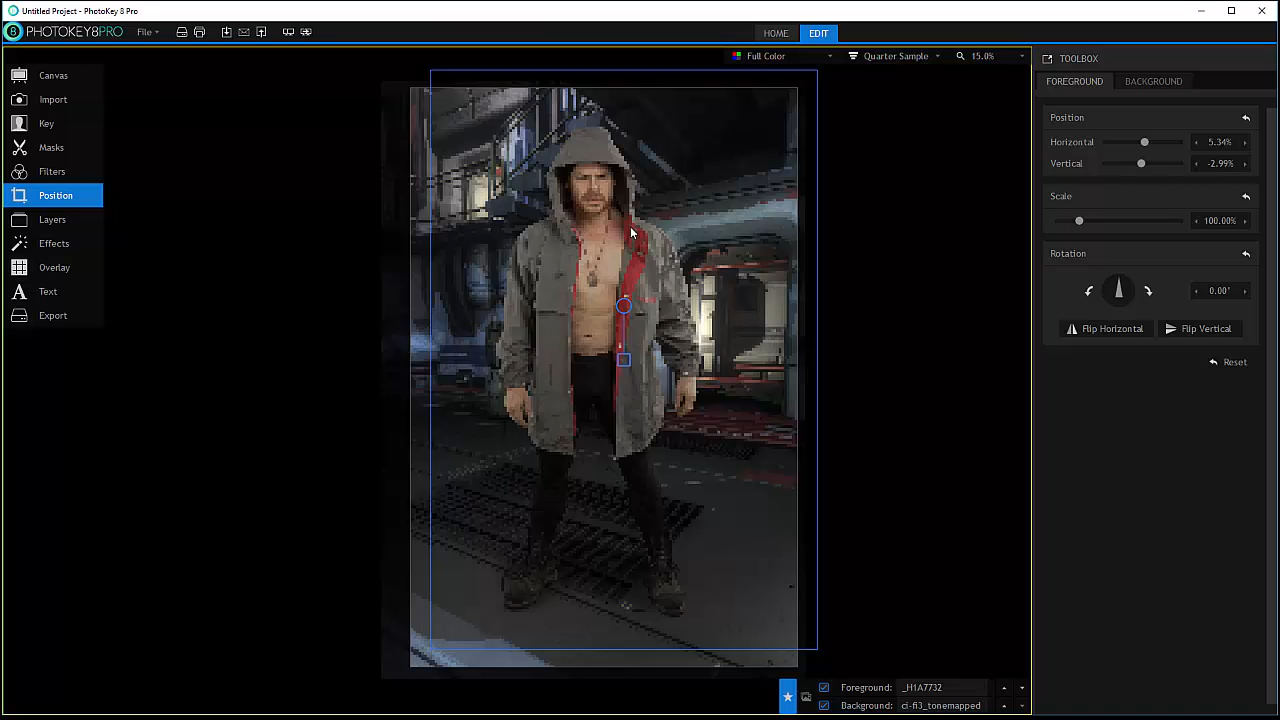 Untitled Project - PhotoKey 8 Pro
8 PHOTOKEY8PRO File HOME EDIT
Full Color Quarter Sample 15.0%
Canvas
Import
Key
Masks
Filters
Position
Layers
Effects
Overlay
Text
Export
TOOLBOX
FOREGROUND BACKGROUND
Position
Horizontal 5.34%
Vertical -2.99%
Scale
100.00%
Rotation
0.00°
Flip Horizontal Flip Vertical
Reset
Foreground: _H1A7732
Background: ci-fi3_tonemapped